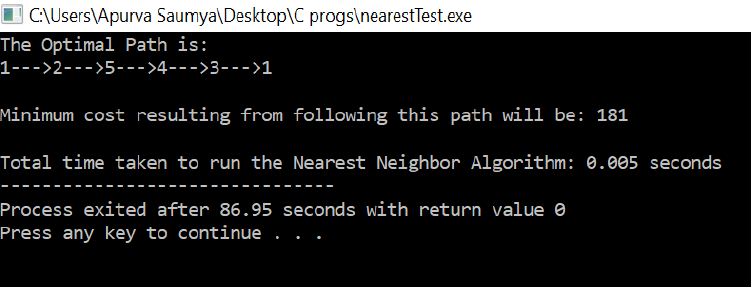 C:\Users\Apurva Saumya\Desktop\C progs\nearestTest.exe
The Optimal Path is:
1--->2--->5--->4--->3--->1
Minimum cost resulting from following this path will be: 181
Total time taken to run the Nearest Neighbor Algorithm: 0.005 seconds
--------------------------------
Process exited after 86.95 seconds with return value 0
Press any key to continue . . .